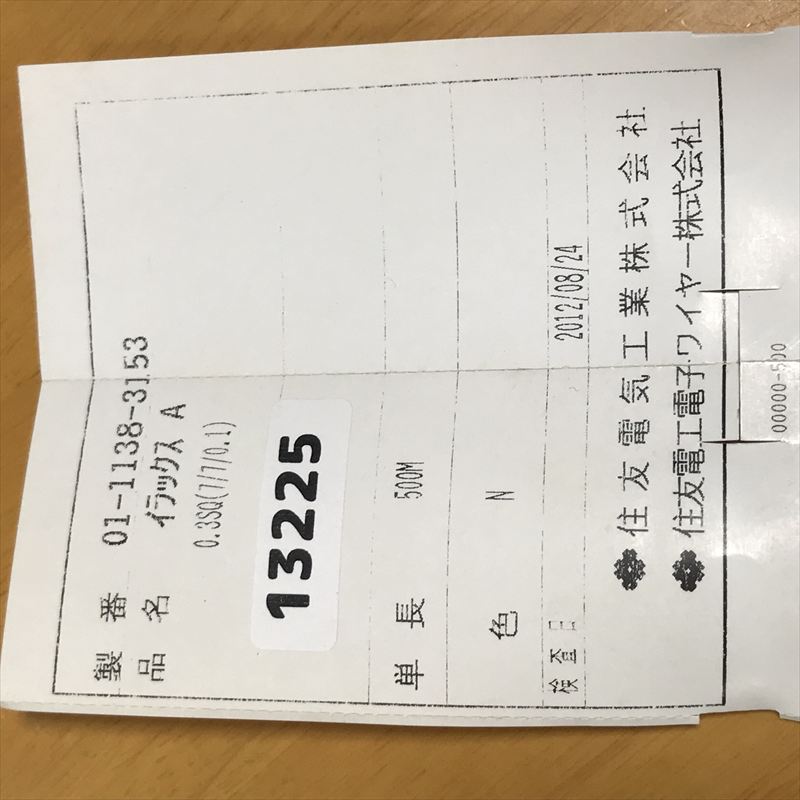 製番 01-1138-3153
品名 イラックス A
0.3SQ(7/7/0.1)
13225
単長 500M
色 N
検査日 2012/08/24
住友電気工業株式会社
住友電工電子ワイヤー株式会社
00000-500